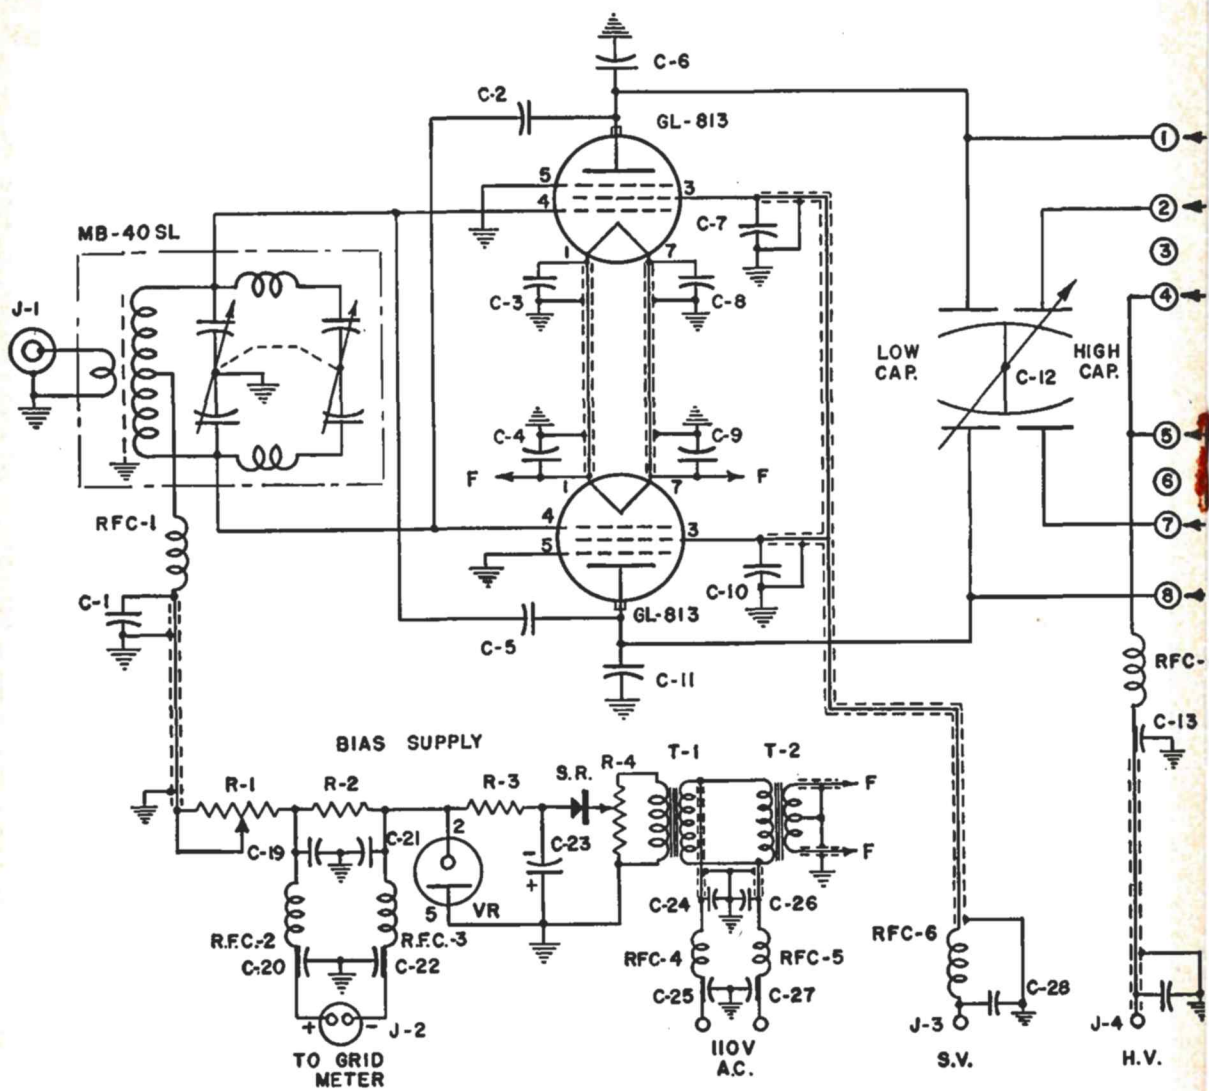 C-6
C-2
GL-813
1
5
4
3
C-7
2
MB-40SL
3
1
7
C-3
C-8
4
J-1
LOW CAP.
HIGH CAP.
C-12
C-4
C-9
5
F
1
7
F
6
RFC-1
4
3
7
5
C-1
C-10
8
GL-813
C-5
RFC-
C-11
C-13
BIAS SUPPLY
T-1
T-2
S.R.
R-4
R-1
R-2
R-3
F
2
C-19
C-21
C-23
-
F
+
5
VR
C-24
C-26
R.F.C.-2
R.F.C.-3
RFC-4
RFC-5
RFC-6
C-20
C-22
C-25
C-27
C-28
+
-
J-2
J-3
J-4
TO GRID
METER
110V
A.C.
S.V.
H.V.